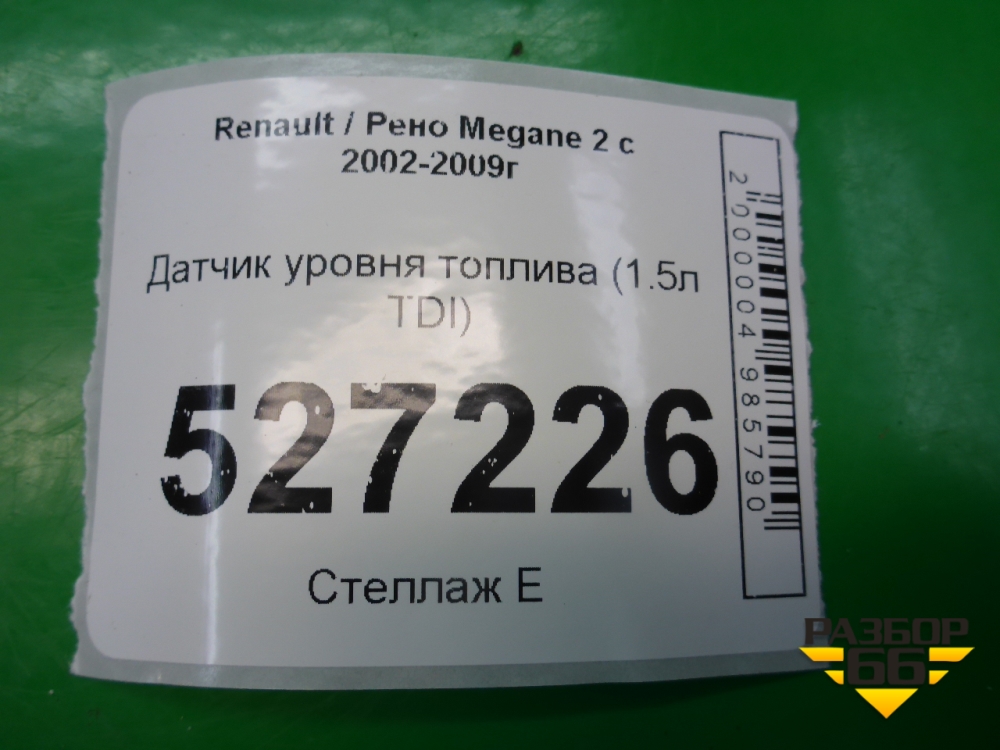 Renault / Рено Megane 2 с
2002-2009г
Датчик уровня топлива (1.5л
TDI)
527226
Стеллаж Е
2000004985790
РАЗБОР
66